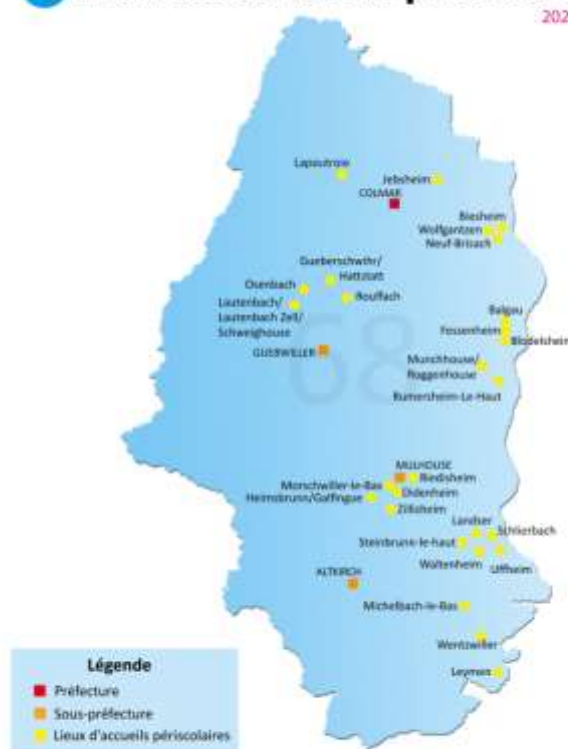 202
Lapoutroie
Jebsheim
COLMAR
Biesheim
Wolfgantzen
Neuf-Brisach
Gueberschwihr/
Hattstatt
Osenbach
Rouffach
Lautenbach/
Lautenbach Zell/
Schweighouse
Balgau
Fessenheim
Blodelsheim
68
GUEBWILLER
Munchhouse/
Roggenhouse
Rumersheim-Le-Haut
MULHOUSE
Riedisheim
Morschwiller-le-Bas
Didenheim
Heimsbrunn/Galfingue
Zillisheim
Landser
Schlierbach
Steinbrunn-le-haut
Waltenheim
Uffheim
ALTKIRCH
Michelbach-le-Bas
Wentzwiller
Leymen
Légende
Préfecture
Sous-préfecture
Lieux d'accueils périscolaires